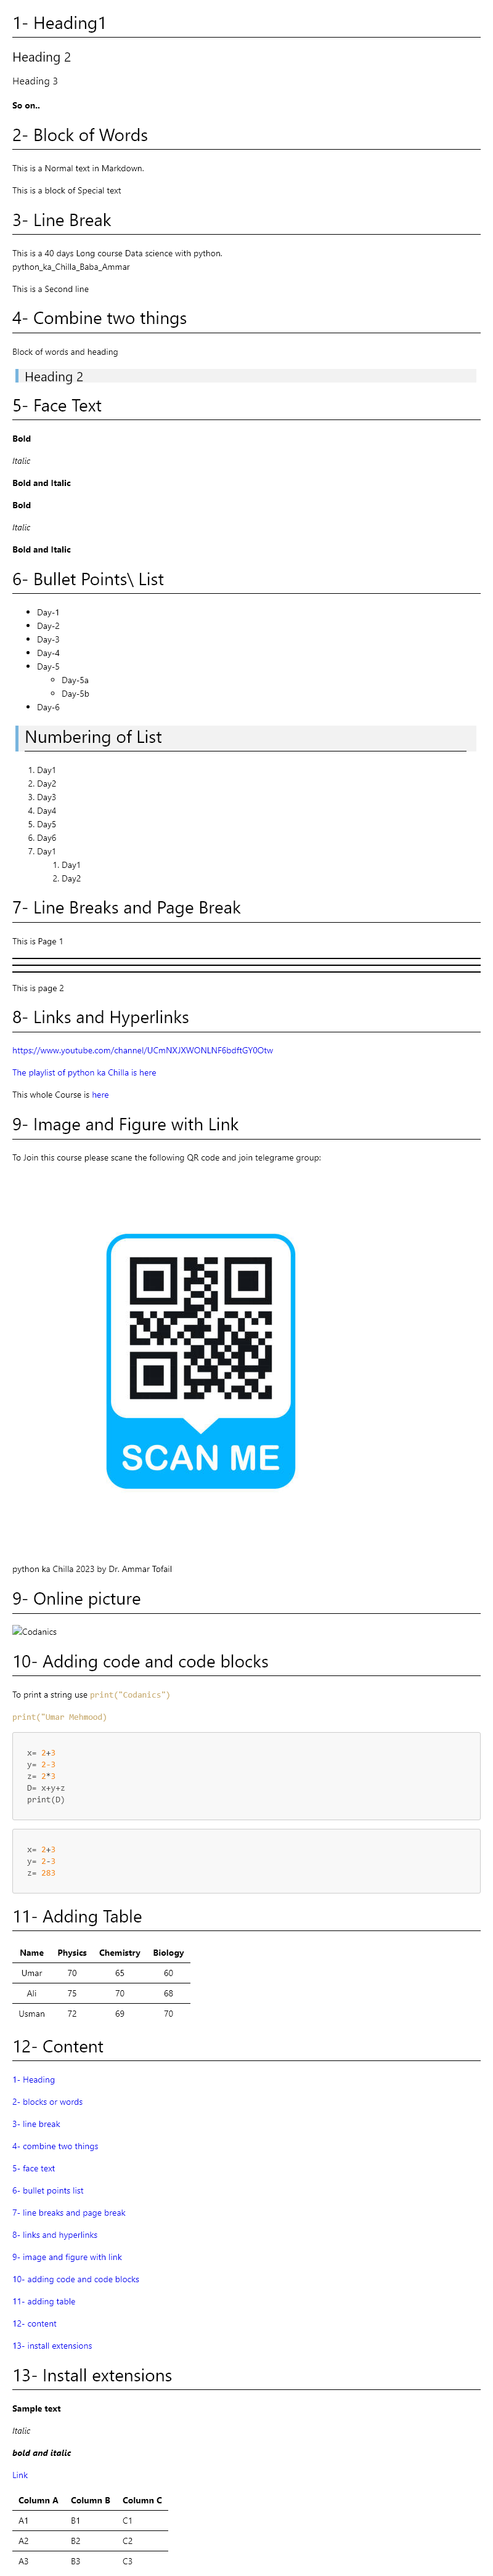 1- Heading1
Heading 2
Heading 3
So on..
2- Block of Words
This is a Normal text in Markdown.
This is a block of Special text
3- Line Break
This is a 40 days Long course Data science with python.
python_ka_Chilla_Baba_Ammar
This is a Second line
4- Combine two things
Block of words and heading
Heading 2
5- Face Text
Bold
Italic
Bold and Italic
Bold
Italic
Bold and Italic
6- Bullet Points\ List
• Day-1
• Day-2
• Day-3
• Day-4
• Day-5
◦ Day-5a
◦ Day-5b
• Day-6
Numbering of List
1. Day1
2. Day2
3. Day3
4. Day4
5. Day5
6. Day6
7. Day1
1. Day1
2. Day2
7- Line Breaks and Page Break
This is Page 1
This is page 2
8- Links and Hyperlinks
https://www.youtube.com/channel/UCmNXJXWONLNF6bdftGY0Otw
The playlist of python ka Chilla is here
This whole Course is here
9- Image and Figure with Link
To Join this course please scane the following QR code and join telegrame group:
SCAN ME
python ka Chilla 2023 by Dr. Ammar Tofail
9- Online picture
Codanics
10- Adding code and code blocks
To print a string use print("Codanics")
print("Umar Mehmood)
x= 2+3
y= 2-3
z= 2*3
D= x+y+z
print(D)
x= 2+3
y= 2-3
z= 283
11- Adding Table
Name Physics Chemistry Biology
Umar 70 65 60
Ali 75 70 68
Usman 72 69 70
12- Content
1- Heading
2- blocks or words
3- line break
4- combine two things
5- face text
6- bullet points list
7- line breaks and page break
8- links and hyperlinks
9- image and figure with link
10- adding code and code blocks
11- adding table
12- content
13- install extensions
13- Install extensions
Sample text
Italic
bold and italic
Link
Column A Column B Column C
A1 B1 C1
A2 B2 C2
A3 B3 C3